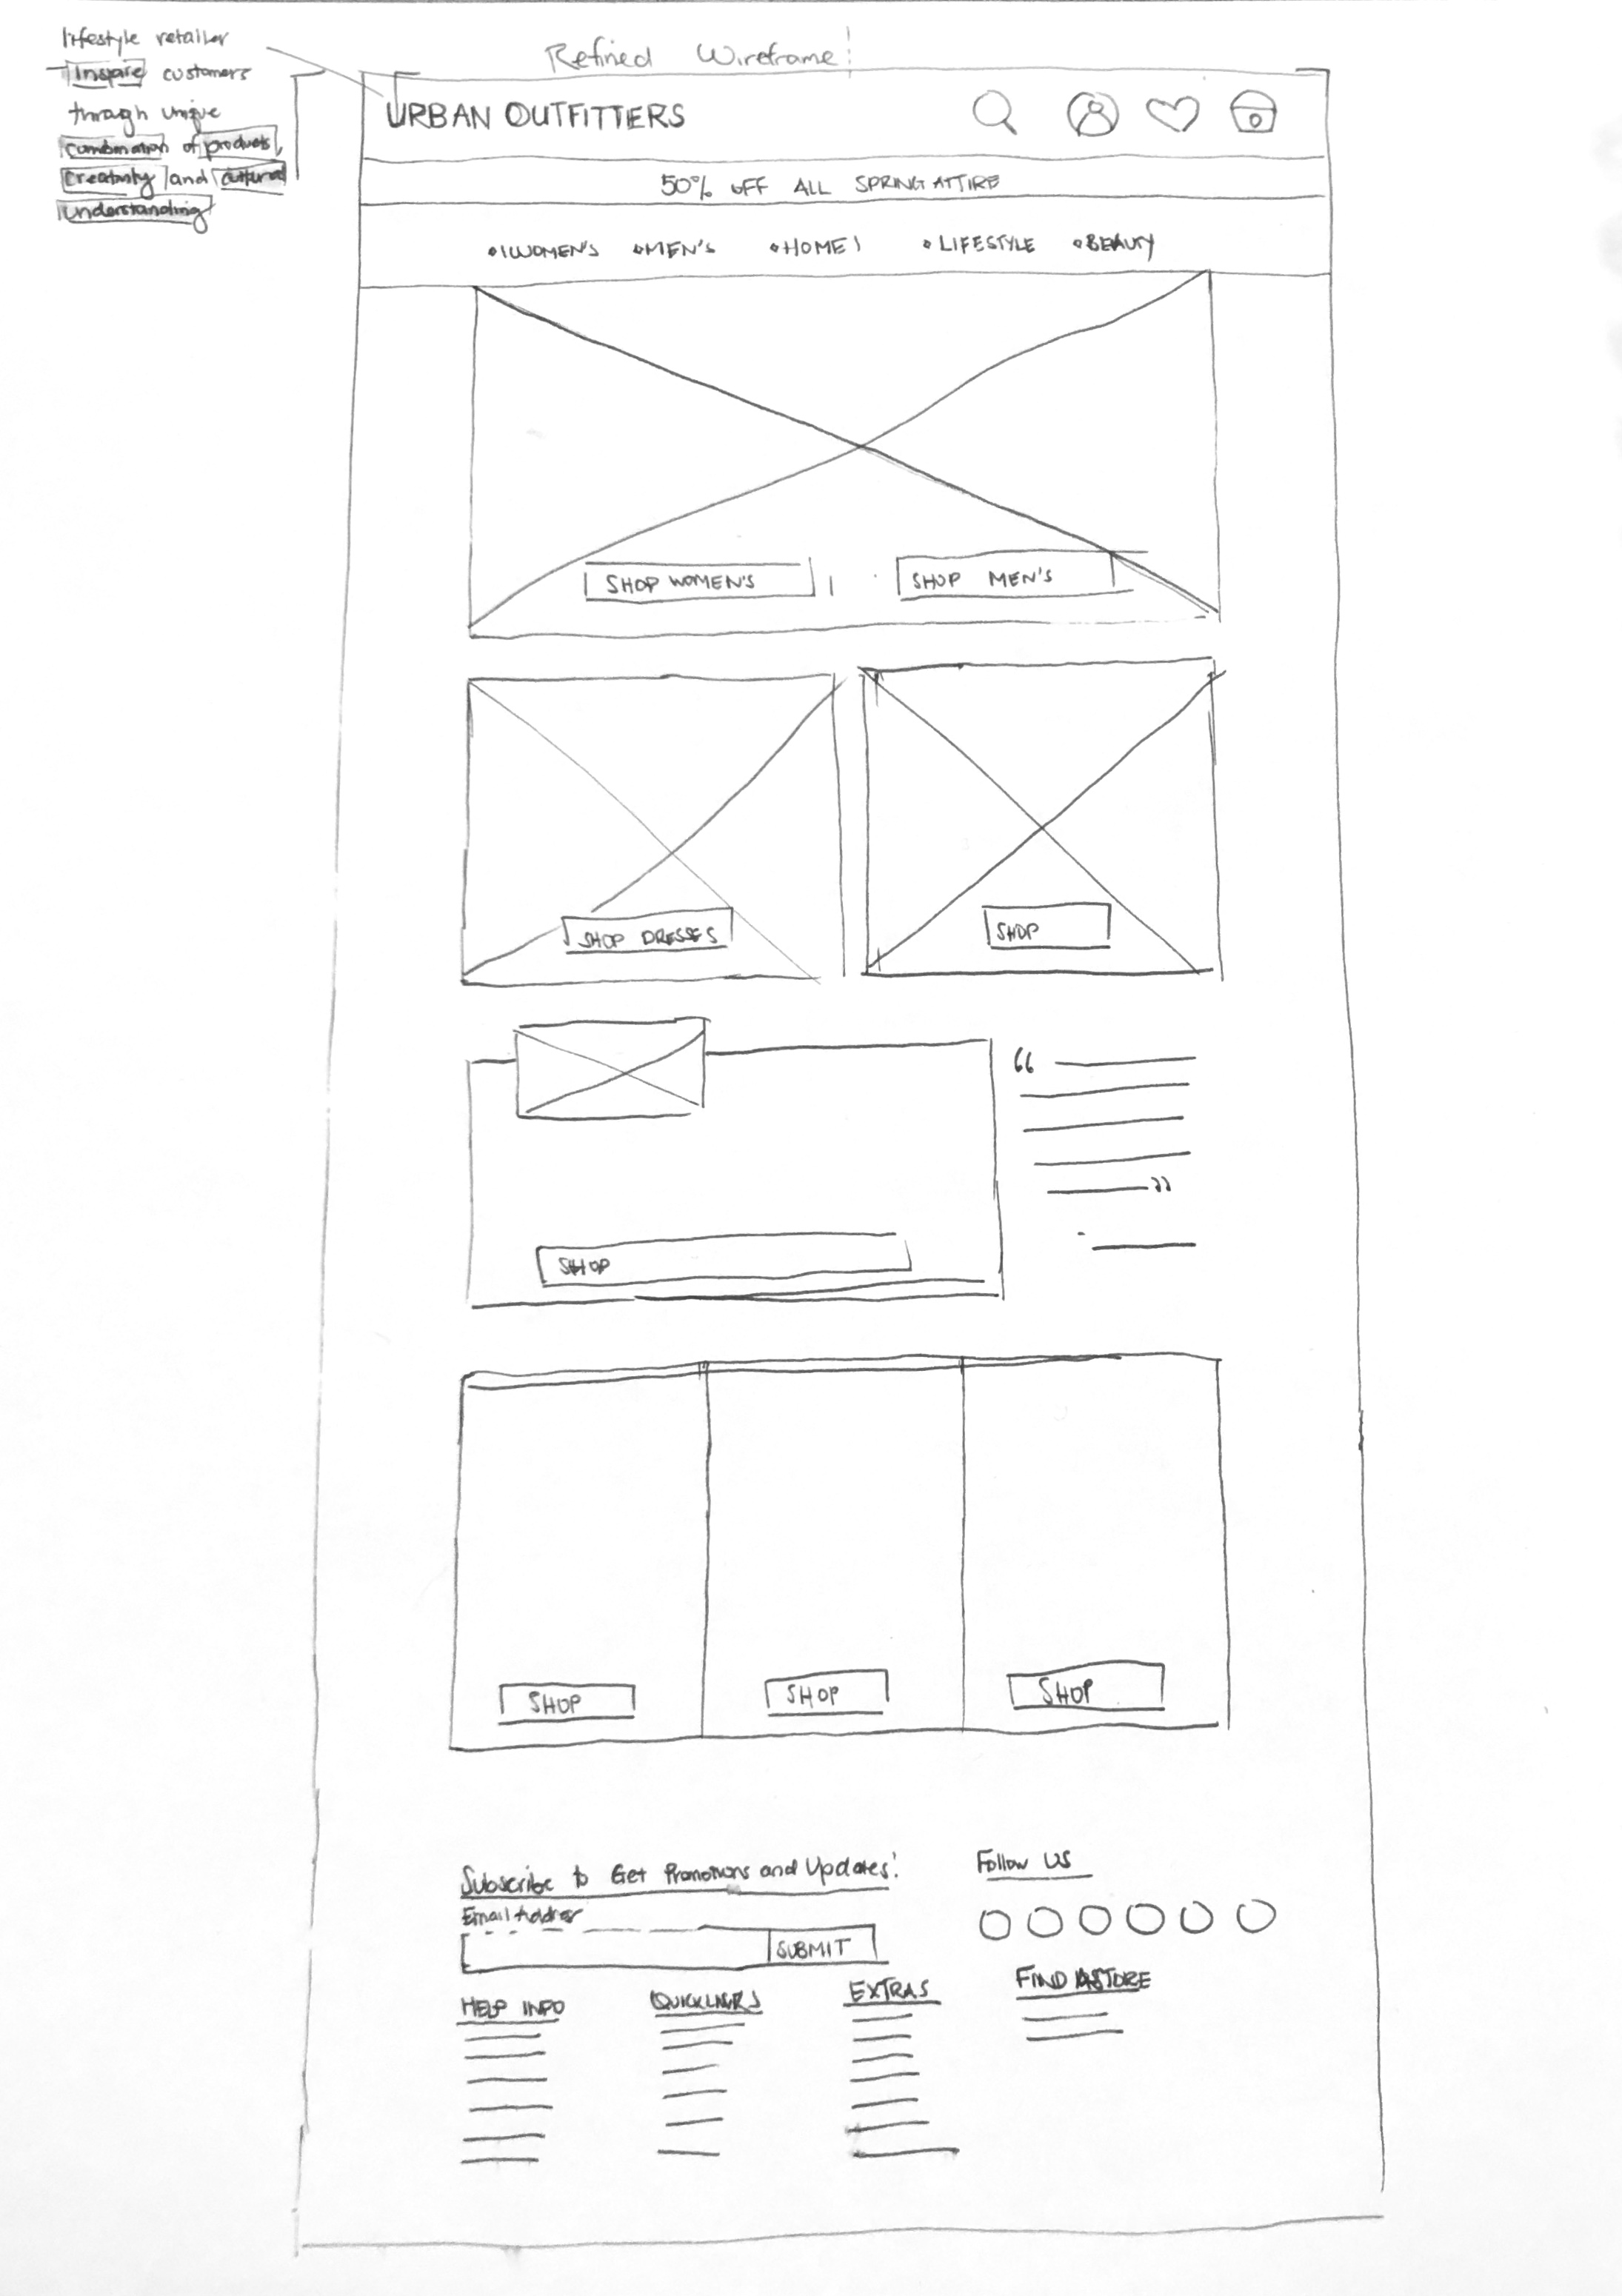 lifestyle retailer
Inspire customers
through unique
combination of products,
creativity and cultural
understanding
Refined Wireframe!
URBAN OUTFITTERS
50% OFF ALL SPRING ATTIRE
WOMEN'S MEN'S HOME LIFESTYLE BEAUTY
SHOP WOMEN'S SHOP MEN'S
SHOP DRESSES SHOP
“
”
SHOP
SHOP SHOP SHOP
Subscribe to Get Promotions and Updates!
Follow us
Email Address
SUBMIT
HELP INFO QUICKLINKS EXTRAS FIND A STORE